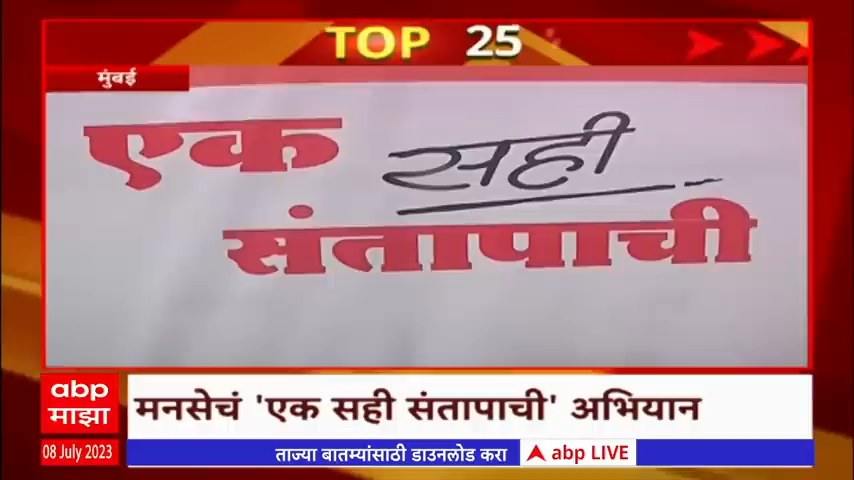 TOP 25
मुंबई
एक सही
संतापाची
abp माझा
मनसेचं 'एक सही संतापाची' अभियान
08 July 2023
ताज्या बातम्यांसाठी डाउनलोड करा abp LIVE